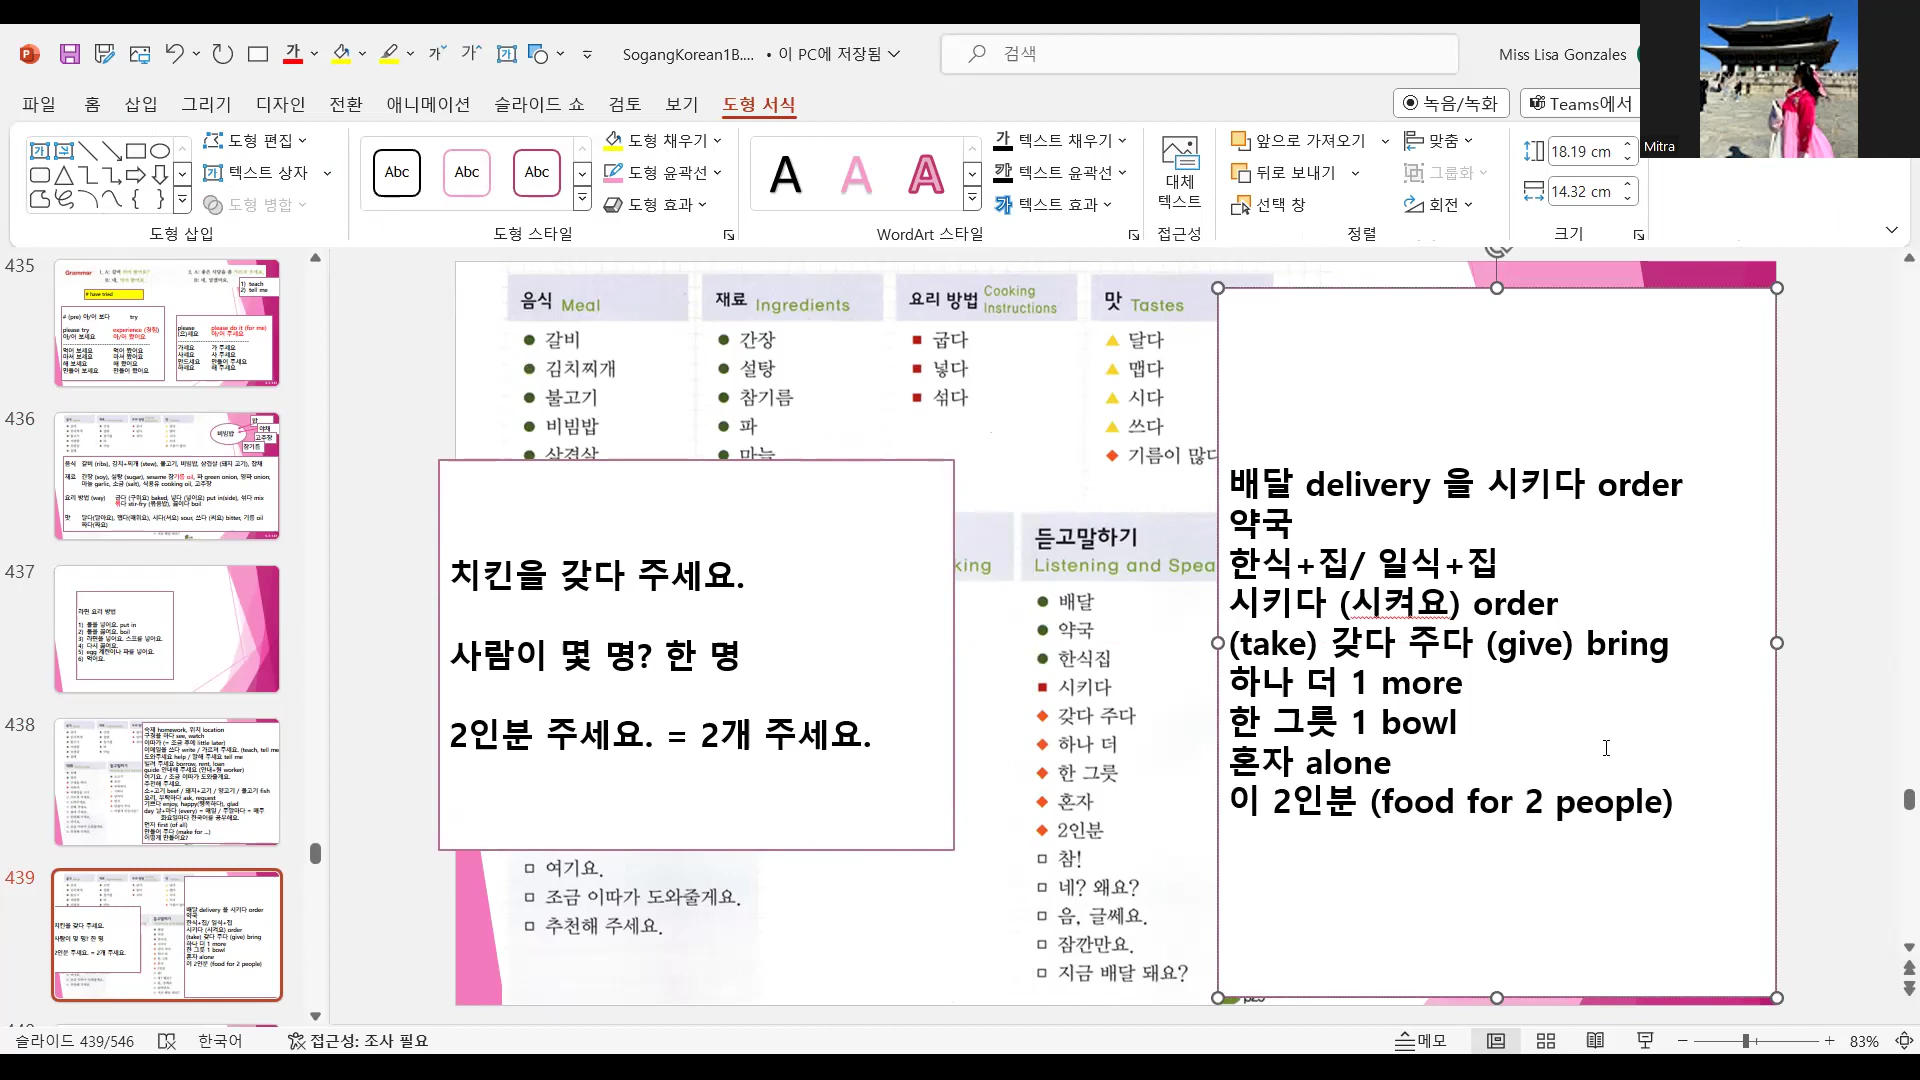 SogangKorean1B.... • 이 PC에 저장됨
검색
Miss Lisa Gonzales
Mitra
파일 홈 삽입 그리기 디자인 전환 애니메이션 슬라이드 쇼 검토 보기 도형 서식
녹음/녹화
Teams에서
도형 편집
텍스트 상자
도형 병합
도형 삽입
Abc Abc Abc
도형 채우기
도형 윤곽선
도형 효과
도형 스타일
A A A
텍스트 채우기
텍스트 윤곽선
텍스트 효과
WordArt 스타일
대체
텍스트
접근성
앞으로 가져오기
뒤로 보내기
선택 창
맞춤
그룹화
회전
정렬
18.19 cm
14.32 cm
크기
435
436
437
438
439
음식 Meal
갈비
김치찌개
불고기
비빔밥
삼겹살
재료 Ingredients
간장
설탕
참기름
파
마늘
요리 방법 Cooking Instructions
굽다
넣다
섞다
맛 Tastes
달다
맵다
시다
쓰다
기름이 많다
치킨을 갖다 주세요.
사람이 몇 명? 한 명
2인분 주세요. = 2개 주세요.
여기요.
조금 이따가 도와줄게요.
추천해 주세요.
king
듣고말하기
Listening and Spea
배달
약국
한식집
시키다
갖다 주다
하나 더
한 그릇
혼자
2인분
참!
네? 왜요?
음, 글쎄요.
잠깐만요.
지금 배달 돼요?
배달 delivery 을 시키다 order
약국
한식+집/ 일식+집
시키다 (시켜요) order
(take) 갖다 주다 (give) bring
하나 더 1 more
한 그릇 1 bowl
혼자 alone
이 2인분 (food for 2 people)
슬라이드 439/546
한국어
접근성: 조사 필요
메모
83%